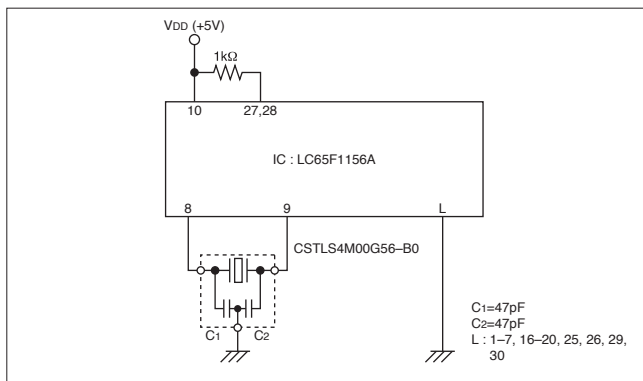 VDD (+5V)
1kΩ
10
27,28
IC : LC65F1156A
8
9
L
CSTLS4M00G56–B0
C1
C2
C1=47pF
C2=47pF
L : 1–7, 16–20, 25, 26, 29,
30